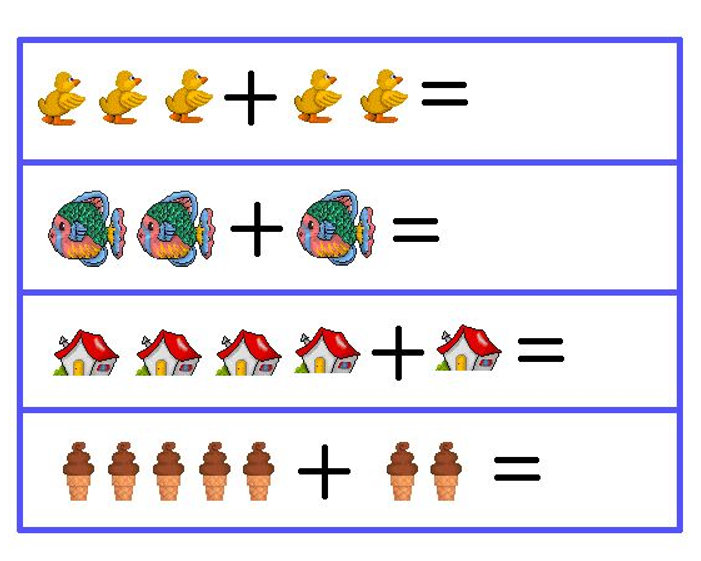 + =
+ =
+ =
+ =